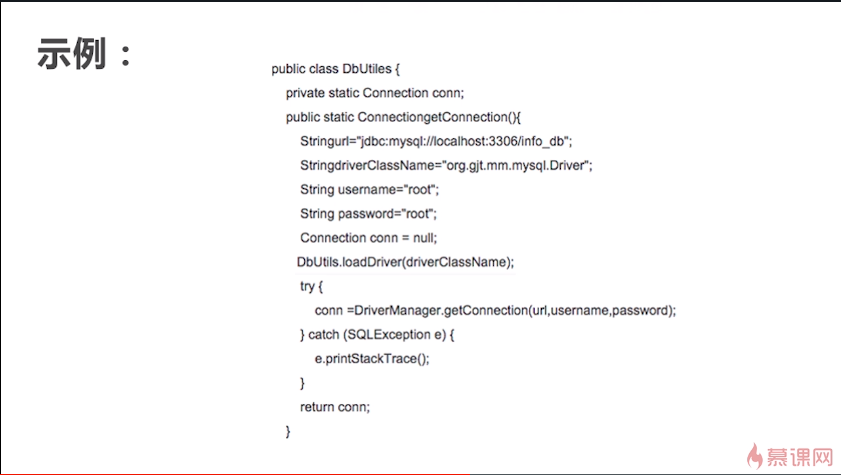 示例：
public class DbUtiles {
private static Connection conn;
public static ConnectiongetConnection(){
Stringurl="jdbc:mysql://localhost:3306/info_db";
StringdriverClassName="org.gjt.mm.mysql.Driver";
String username="root";
String password="root";
Connection conn = null;
DbUtils.loadDriver(driverClassName);
try {
conn =DriverManager.getConnection(url,username,password);
} catch (SQLException e) {
e.printStackTrace();
}
return conn;
}
慕课网